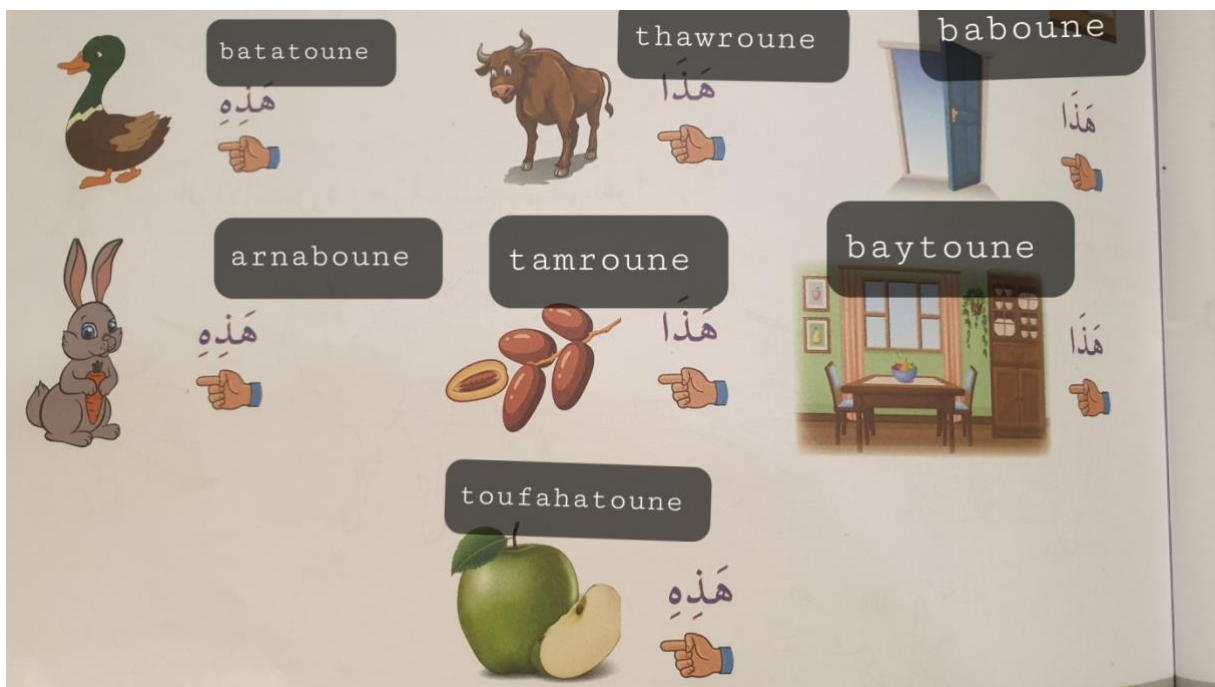 baboune
هَذَا
thawroune
هَذَا
batatoune
هَذِهِ
baytoune
هَذَا
tamroune
هَذَا
arnaboune
هَذِهِ
toufahatoune
هَذِهِ